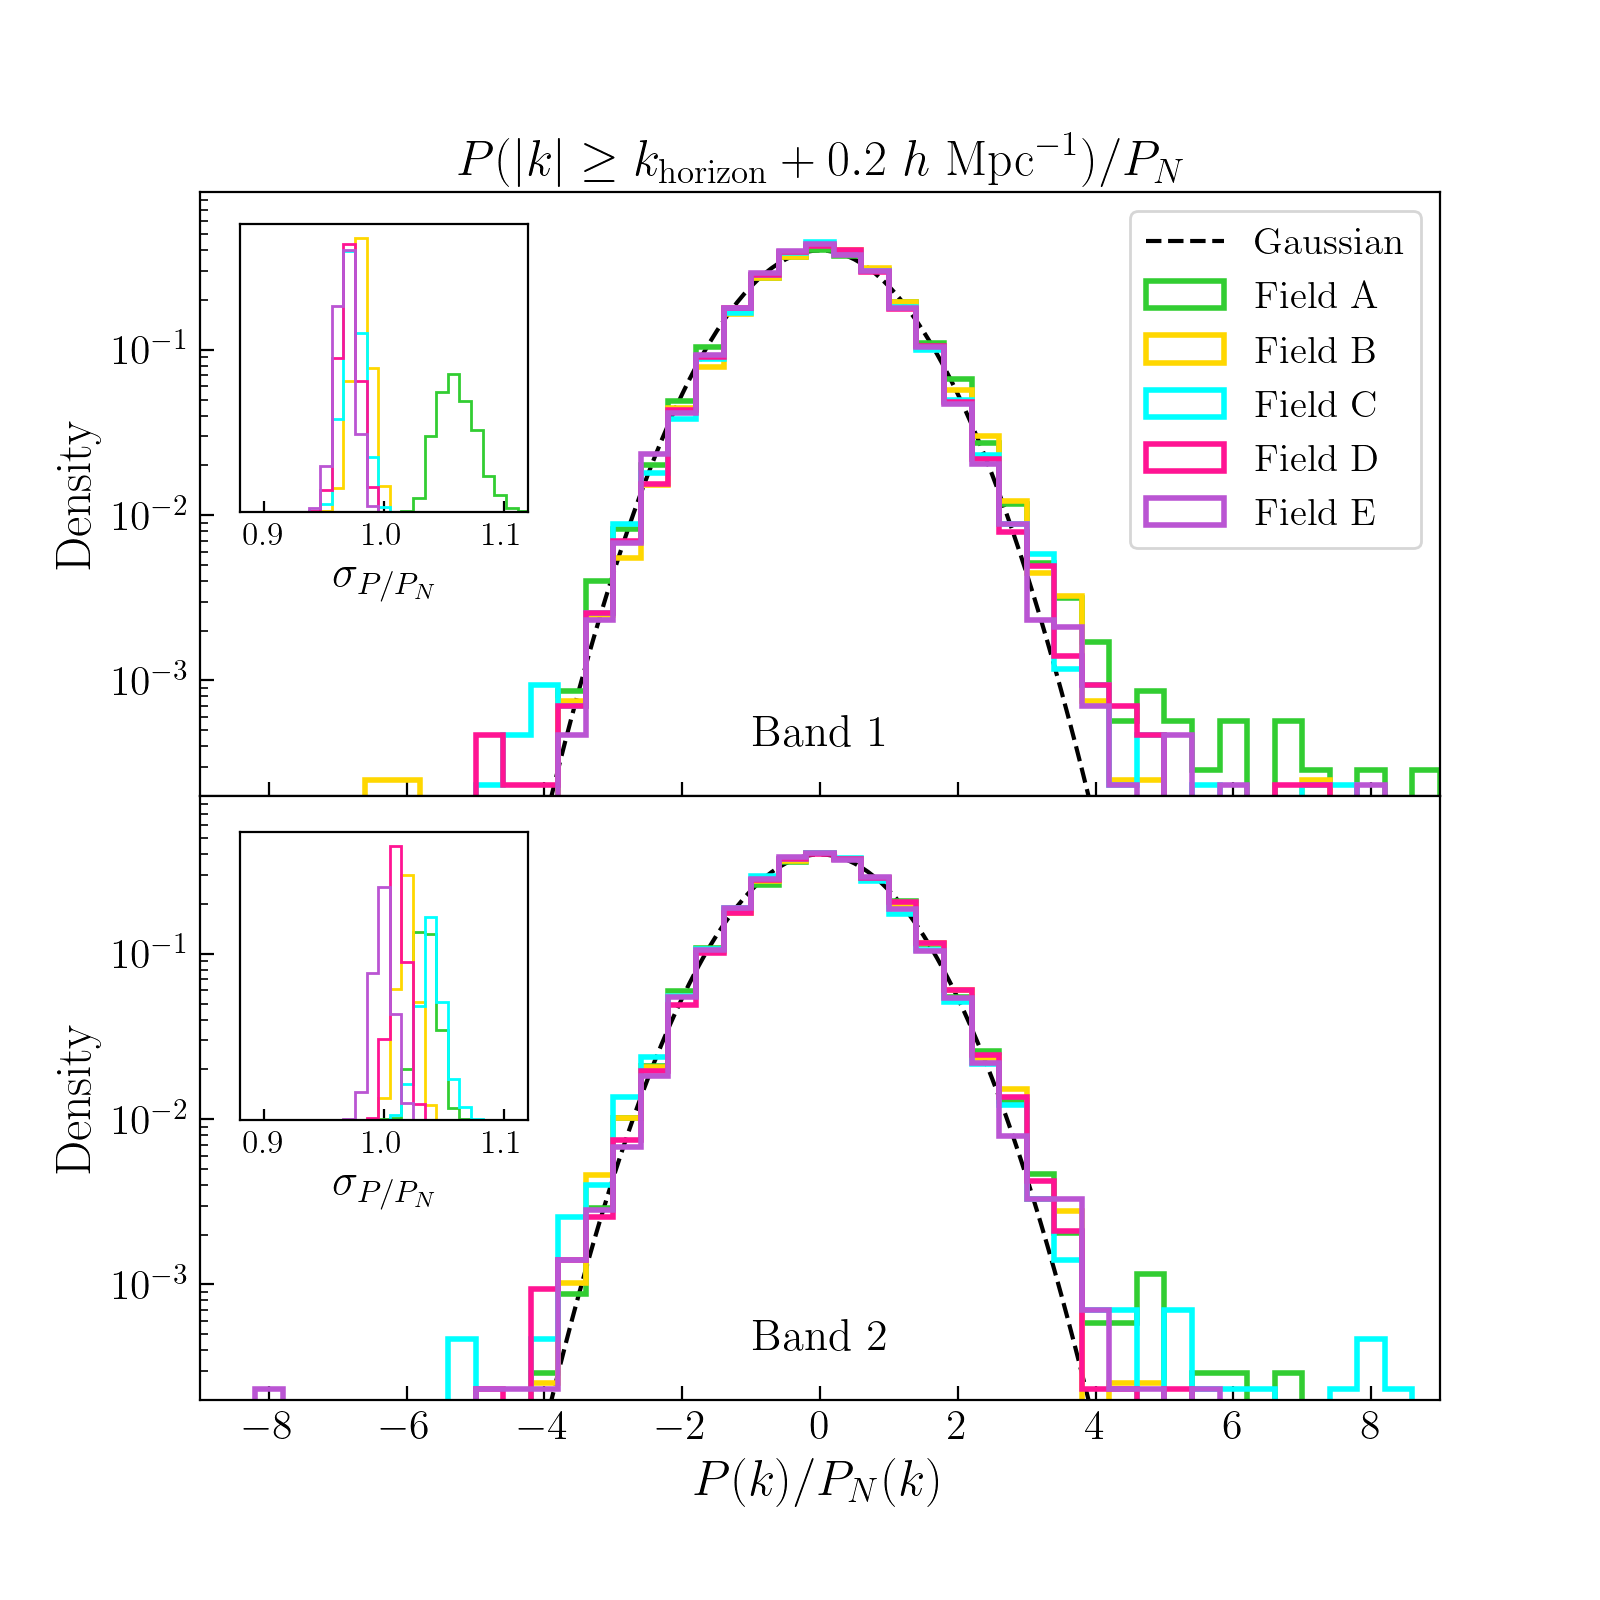 P(|k| ≥ k_horizon + 0.2 h Mpc⁻¹)/P_N
Density
10⁻¹
10⁻²
10⁻³
0.9 1.0 1.1
σ_{P/P_N}
Gaussian
Field A
Field B
Field C
Field D
Field E
Band 1
Density
10⁻¹
10⁻²
10⁻³
0.9 1.0 1.1
σ_{P/P_N}
Band 2
−8 −6 −4 −2 0 2 4 6 8
P(k)/P_N(k)